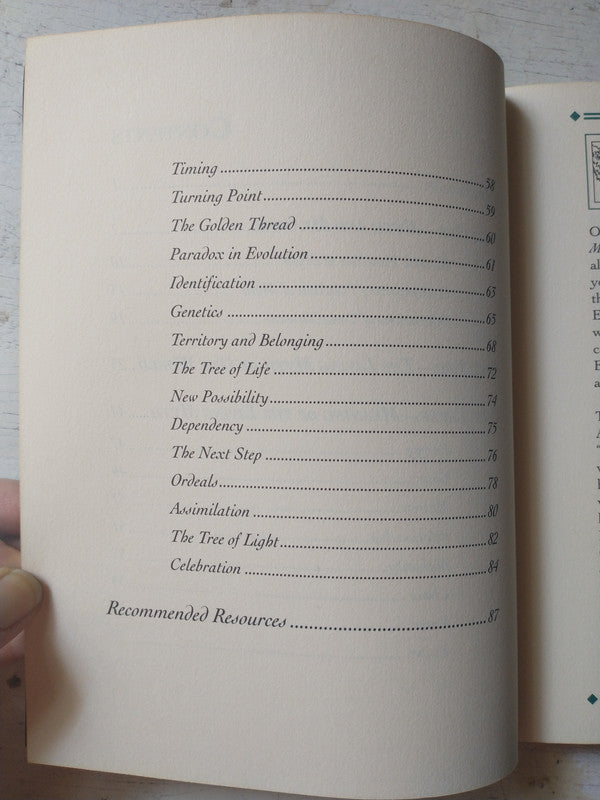 Timing 58
Turning Point 59
The Golden Thread 60
Paradox in Evolution 61
Identification 63
Genetics 65
Territory and Belonging 68
The Tree of Life 72
New Possibility 74
Dependency 75
The Next Step 76
Ordeals 78
Assimilation 80
The Tree of Light 82
Celebration 84
Recommended Resources 87